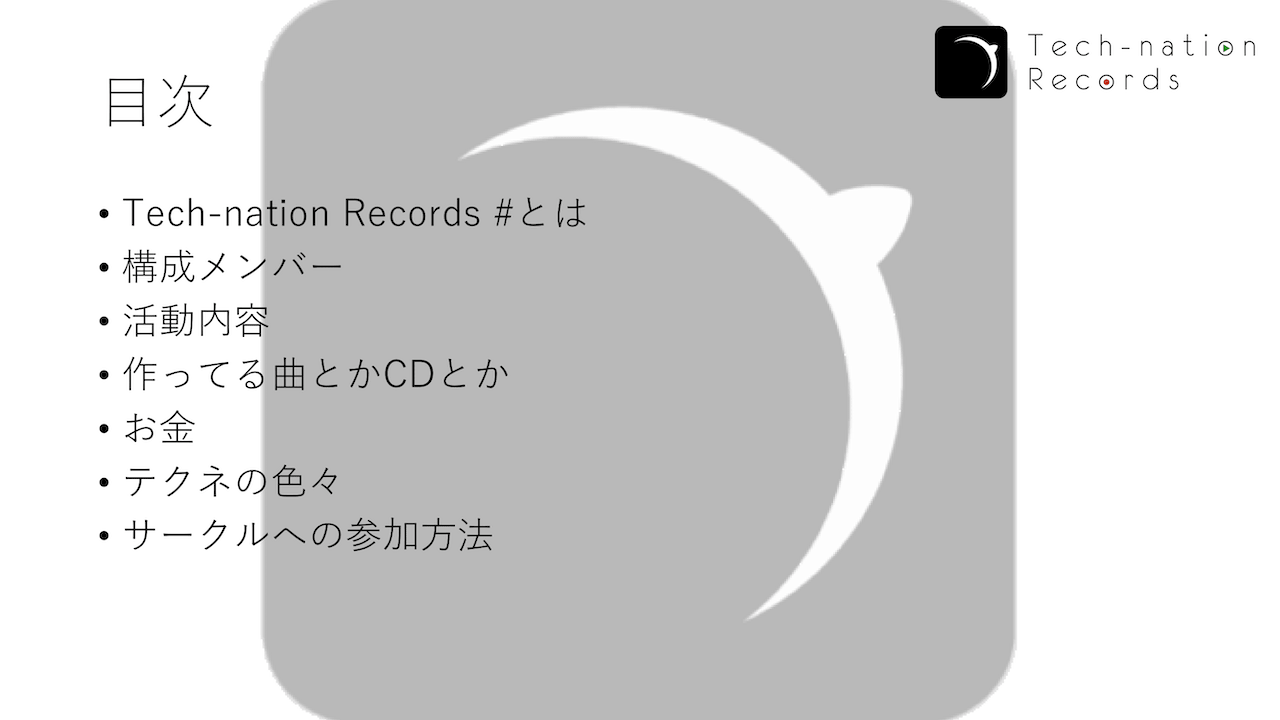 Tech-nation
Records
目次
• Tech-nation Records #とは
• 構成メンバー
• 活動内容
• 作ってる曲とかCDとか
• お金
• テクネの色々
• サークルへの参加方法